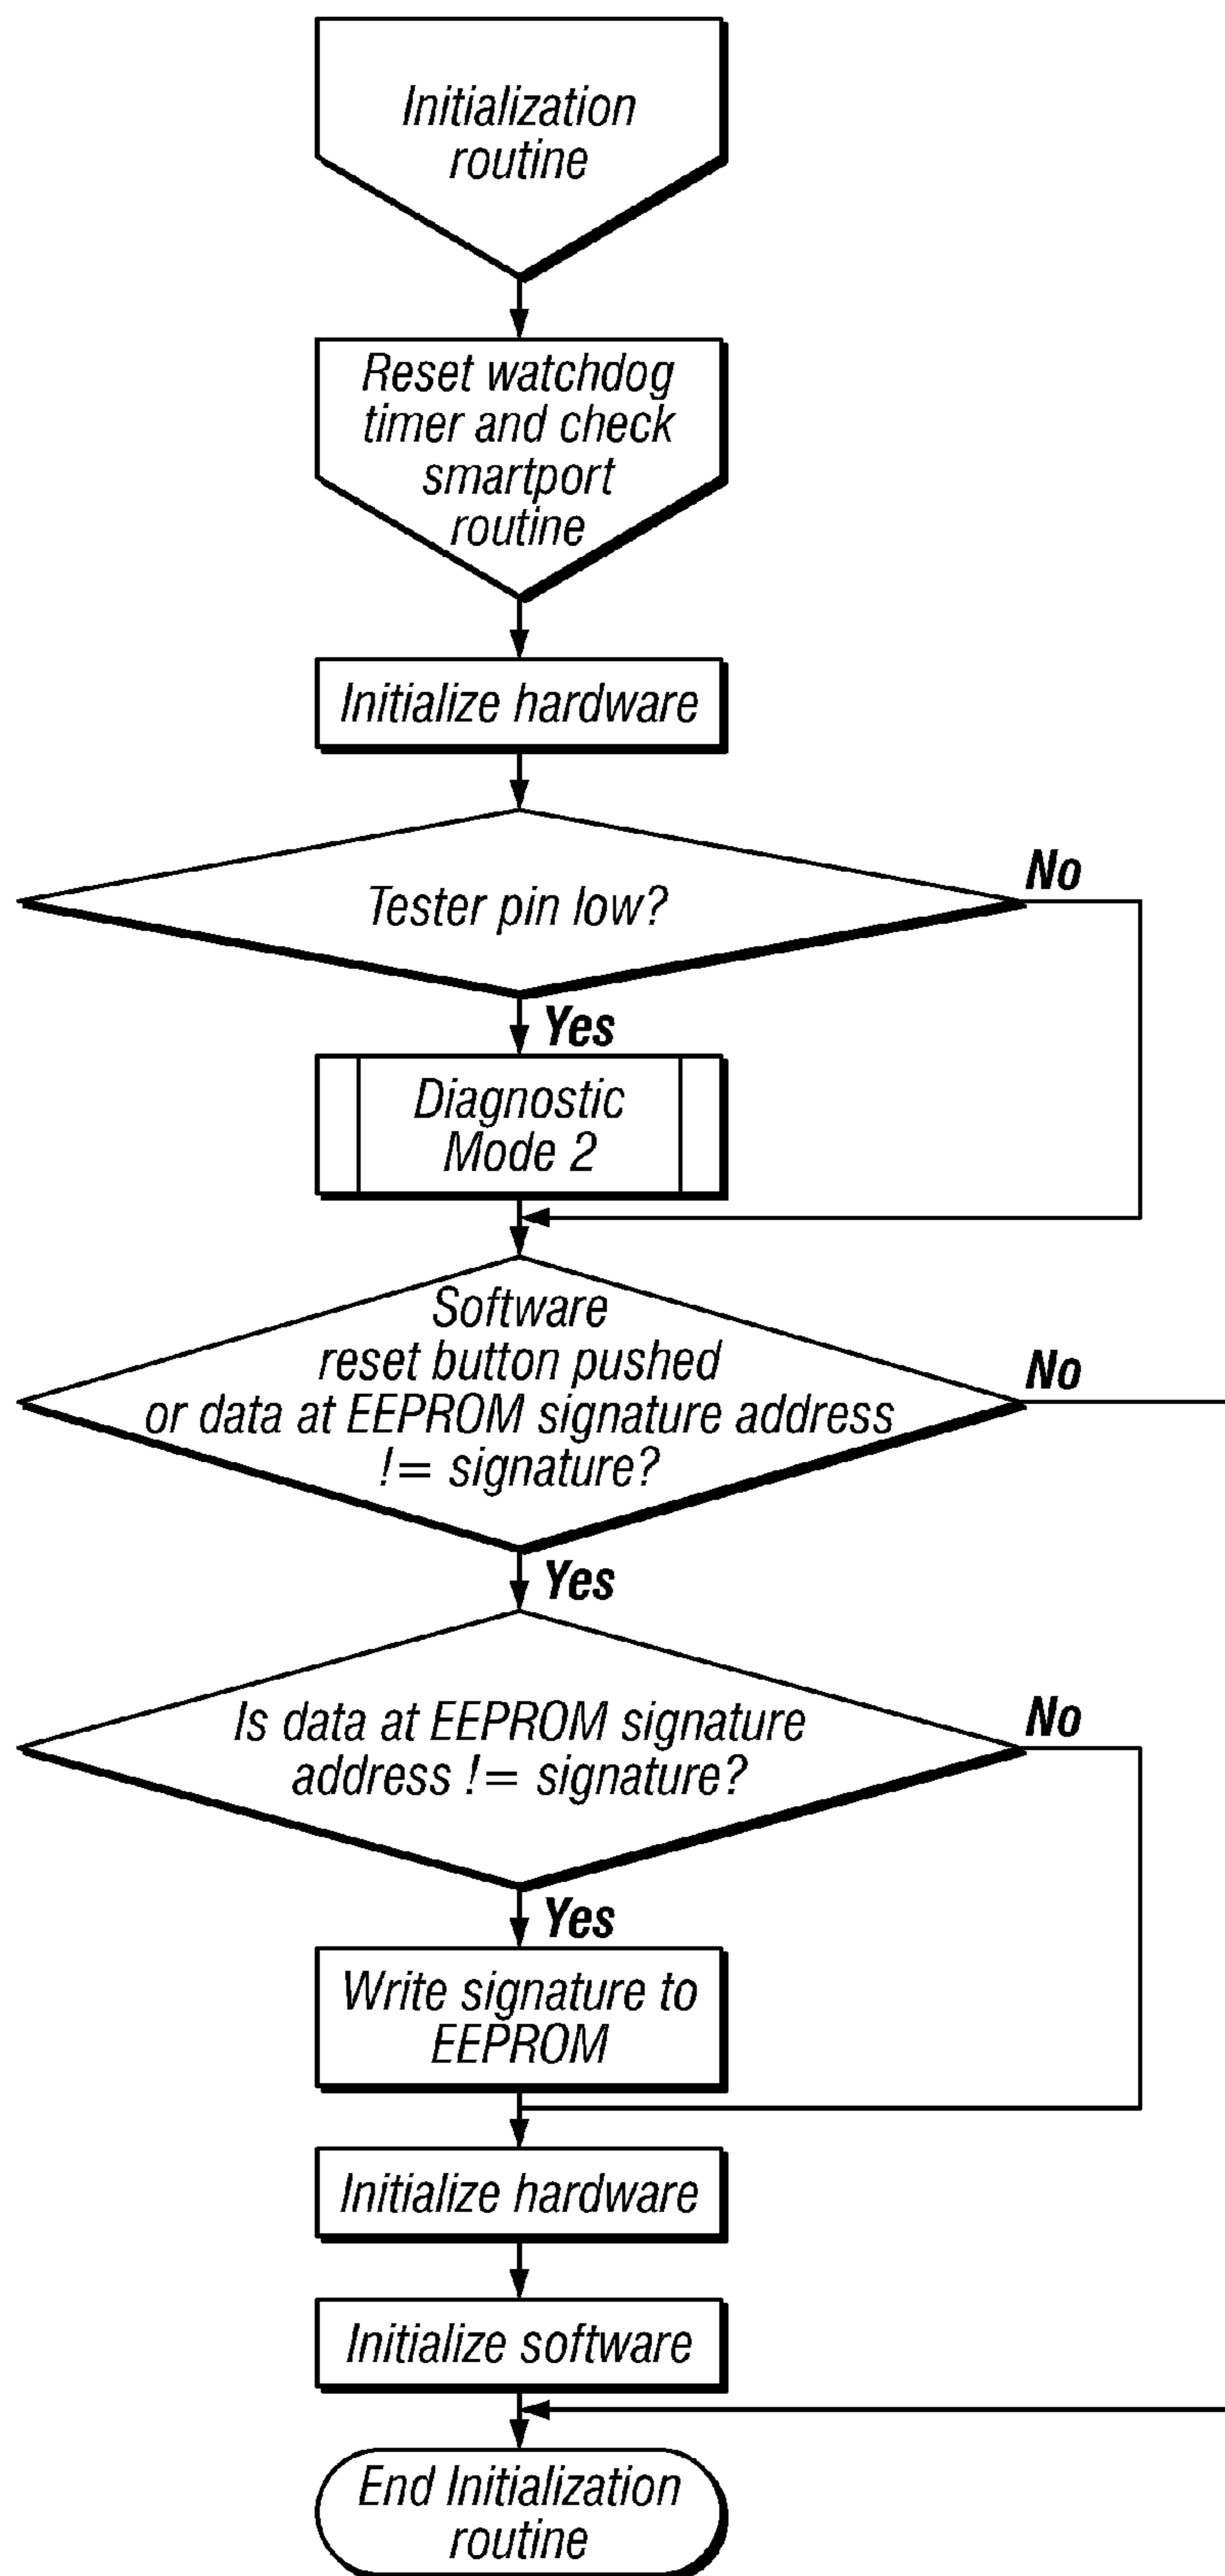 Initialization
routine
Reset watchdog
timer and check
smartport
routine
Initialize hardware
Tester pin low?
No
Yes
Diagnostic
Mode 2
Software
reset button pushed
or data at EEPROM signature address
!= signature?
No
Yes
Is data at EEPROM signature
address != signature?
No
Yes
Write signature to
EEPROM
Initialize hardware
Initialize software
End Initialization
routine